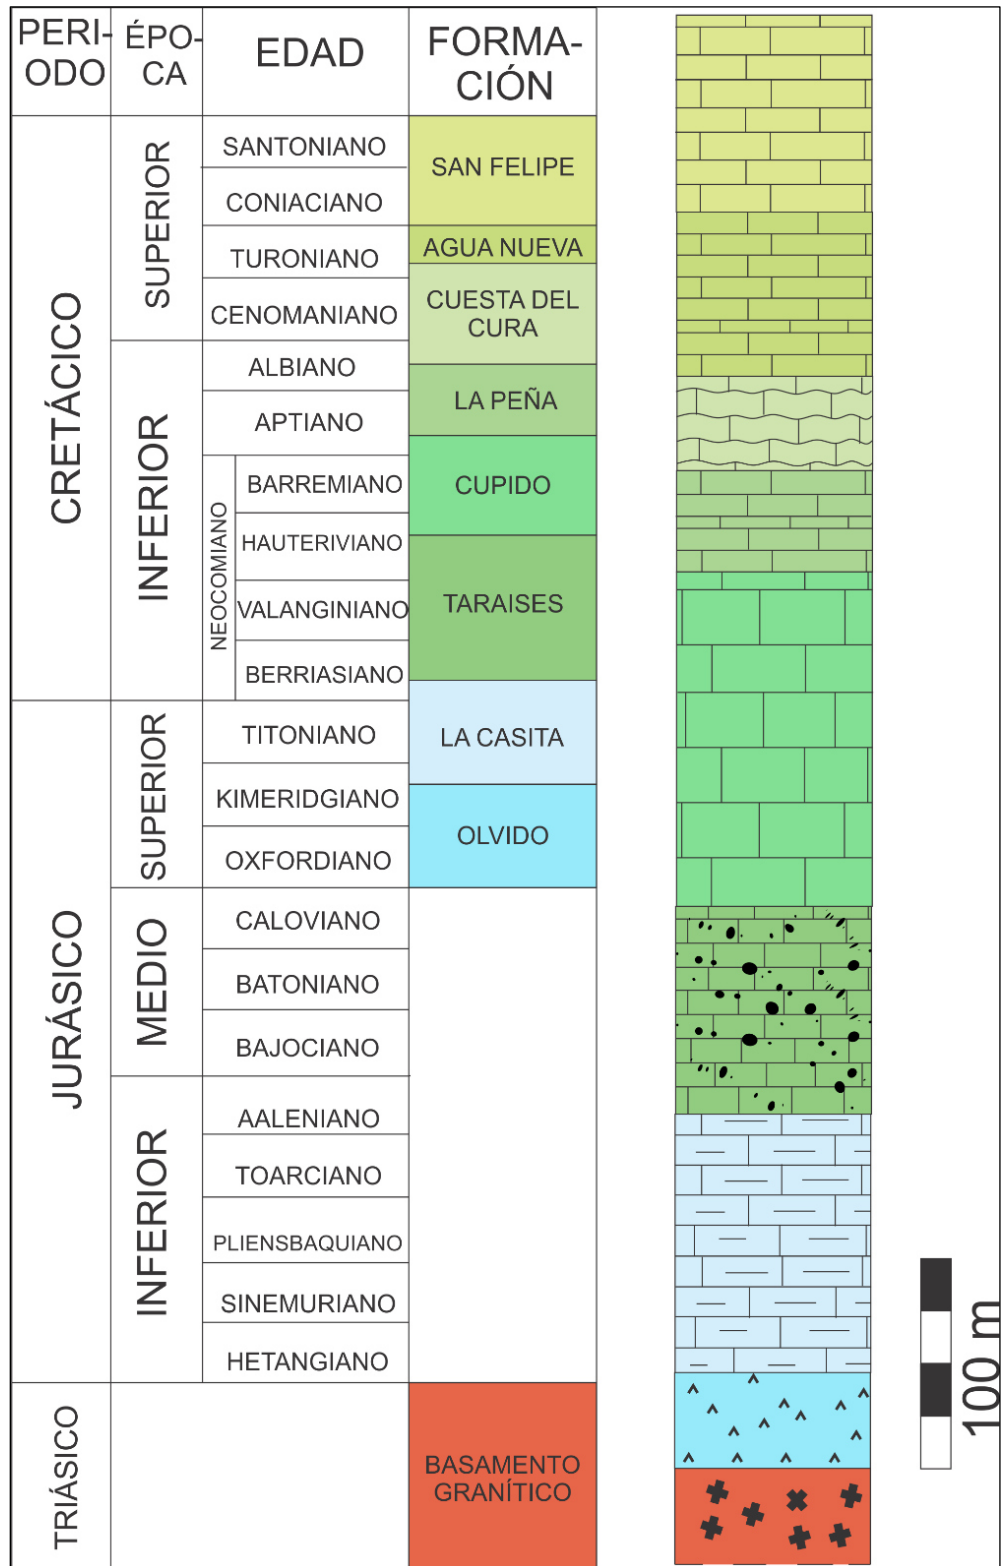 PERI-
ODO
ÉPO-
CA
EDAD
FORMA-
CIÓN
CRETÁCICO
SUPERIOR
SANTONIANO
CONIACIANO
TURONIANO
CENOMANIANO
INFERIOR
ALBIANO
APTIANO
NEOCOMIANO
BARREMIANO
HAUTERIVIANO
VALANGINIANO
BERRIASIANO
SAN FELIPE
AGUA NUEVA
CUESTA DEL
CURA
LA PEÑA
CUPIDO
TARAISES
LA CASITA
OLVIDO
JURÁSICO
SUPERIOR
TITONIANO
KIMERIDGIANO
OXFORDIANO
MEDIO
CALOVIANO
BATONIANO
BAJOCIANO
INFERIOR
AALENIANO
TOARCIANO
PLIENSBAQUIANO
SINEMURIANO
HETANGIANO
TRIÁSICO
BASAMENTO
GRANÍTICO
100 m